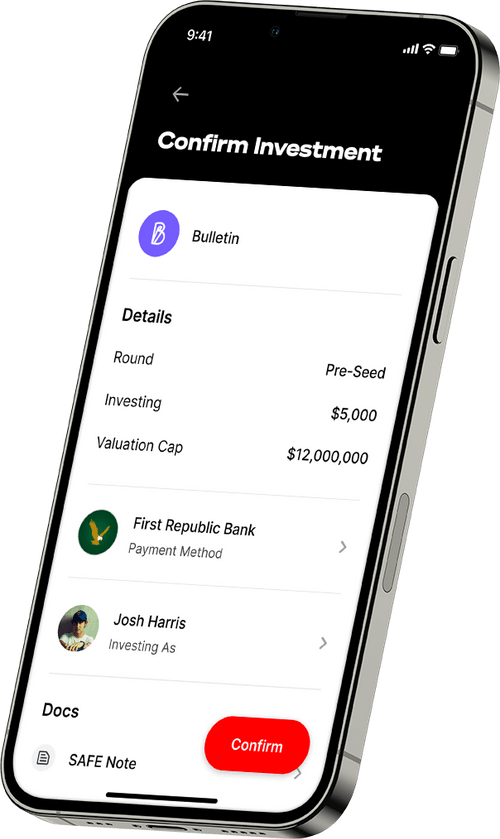 9:41
Confirm Investment
Bulletin
Details
Round Pre-Seed
Investing $5,000
Valuation Cap $12,000,000
First Republic Bank
Payment Method
Josh Harris
Investing As
Docs
Confirm
SAFE Note